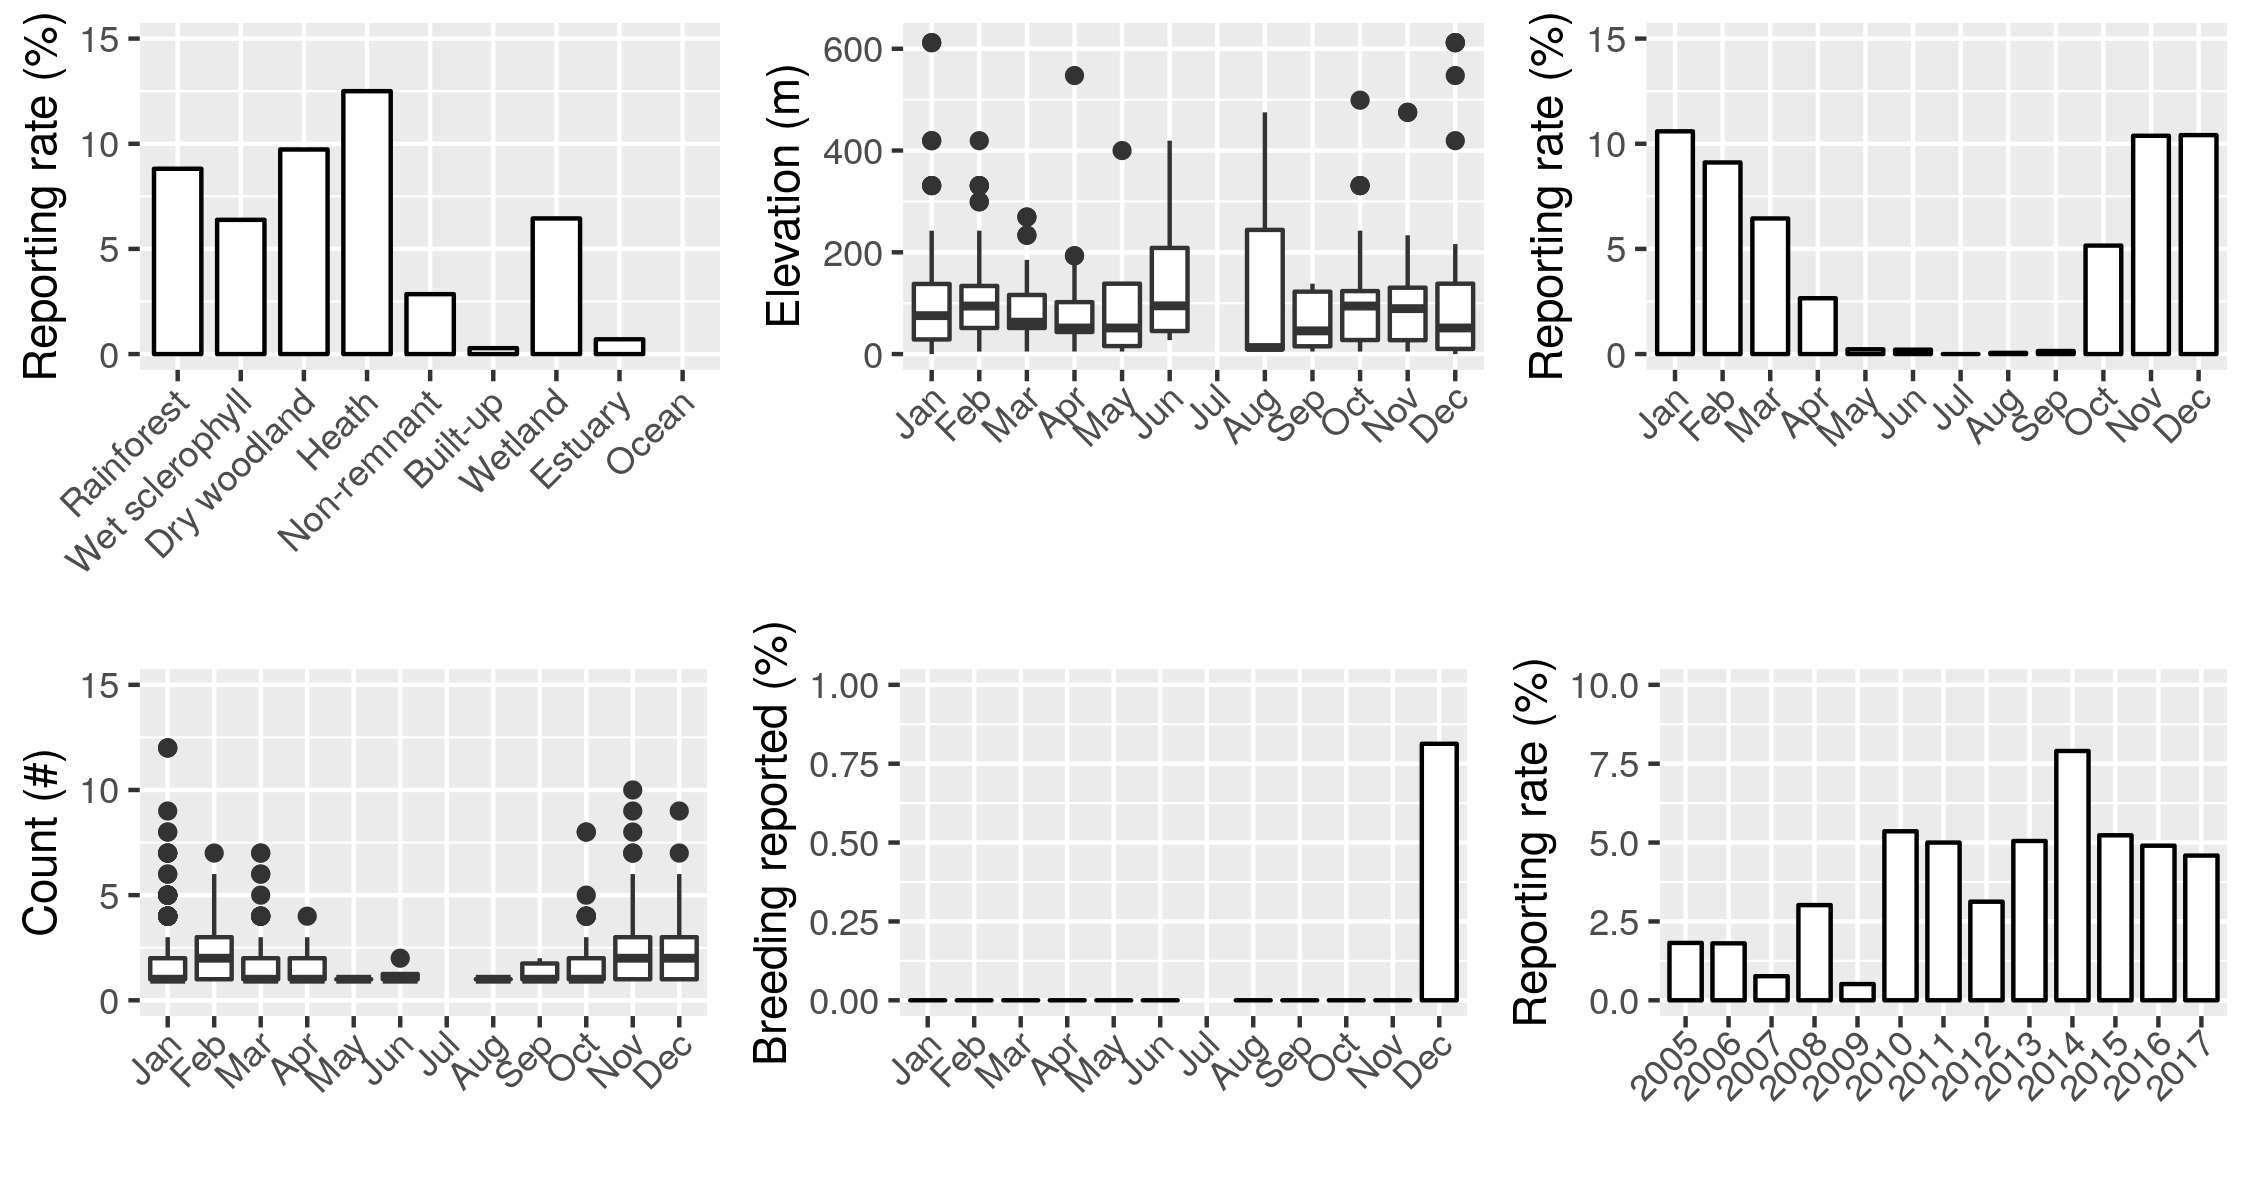 Reporting rate (%)
15
10
5
0
Rainforest
Wet sclerophyll
Dry woodland
Heath
Non-remnant
Built-up
Wetland
Estuary
Ocean
Elevation (m)
600
400
200
0
Jan
Feb
Mar
Apr
May
Jun
Jul
Aug
Sep
Oct
Nov
Dec
Reporting rate (%)
15
10
5
0
Jan
Feb
Mar
Apr
May
Jun
Jul
Aug
Sep
Oct
Nov
Dec
Count (#)
15
10
5
0
Jan
Feb
Mar
Apr
May
Jun
Jul
Aug
Sep
Oct
Nov
Dec
Breeding reported (%)
1.00
0.75
0.50
0.25
0.00
Jan
Feb
Mar
Apr
May
Jun
Jul
Aug
Sep
Oct
Nov
Dec
Reporting rate (%)
10.0
7.5
5.0
2.5
0.0
2005
2006
2007
2008
2009
2010
2011
2012
2013
2014
2015
2016
2017